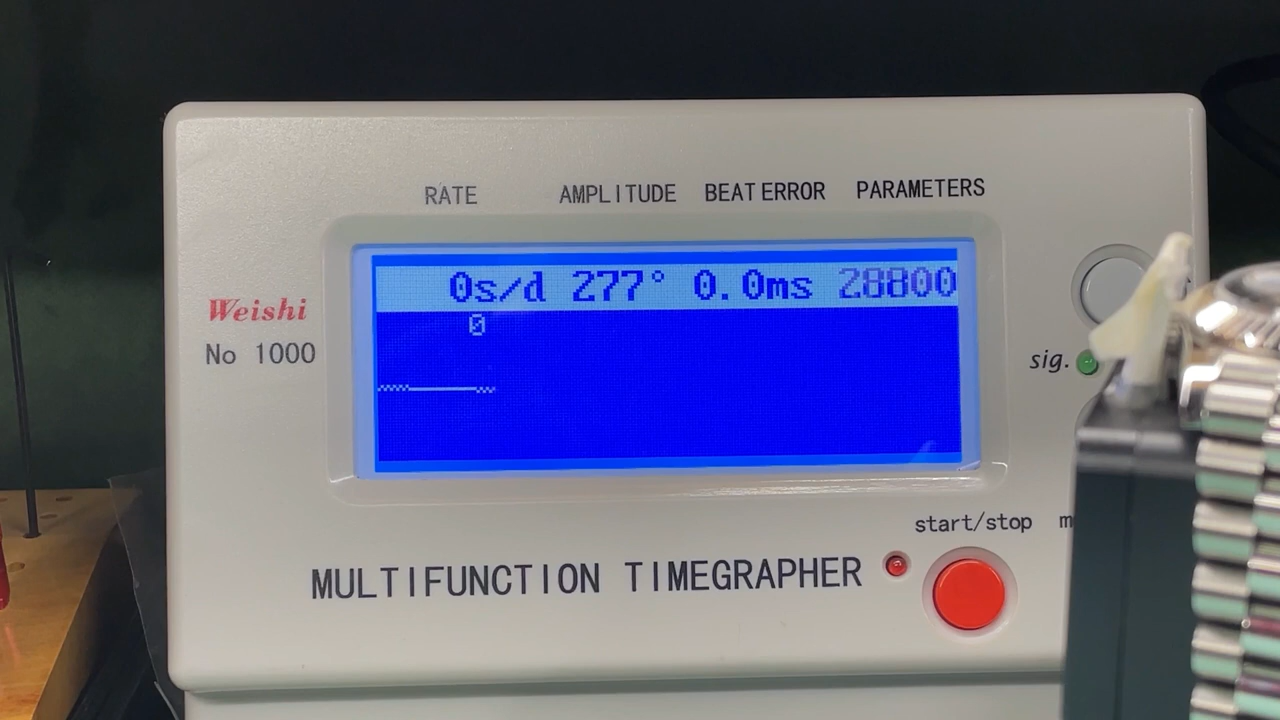 RATE AMPLITUDE BEAT ERROR PARAMETERS
0s/d 277° 0.0ms 28800
0
Weishi
No 1000
sig.
start/stop m
MULTIFUNCTION TIMEGRAPHER